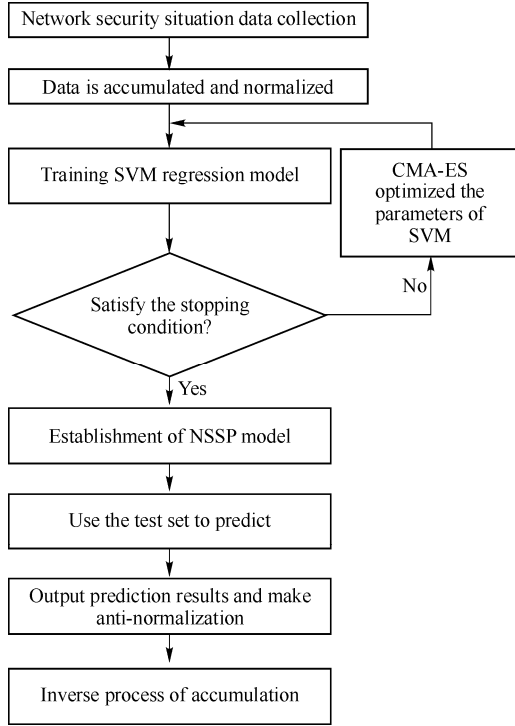 Network security situation data collection
Data is accumulated and normalized
Training SVM regression model
CMA-ES
optimized the
parameters of
SVM
Satisfy the stopping
condition?
No
Yes
Establishment of NSSP model
Use the test set to predict
Output prediction results and make
anti-normalization
Inverse process of accumulation